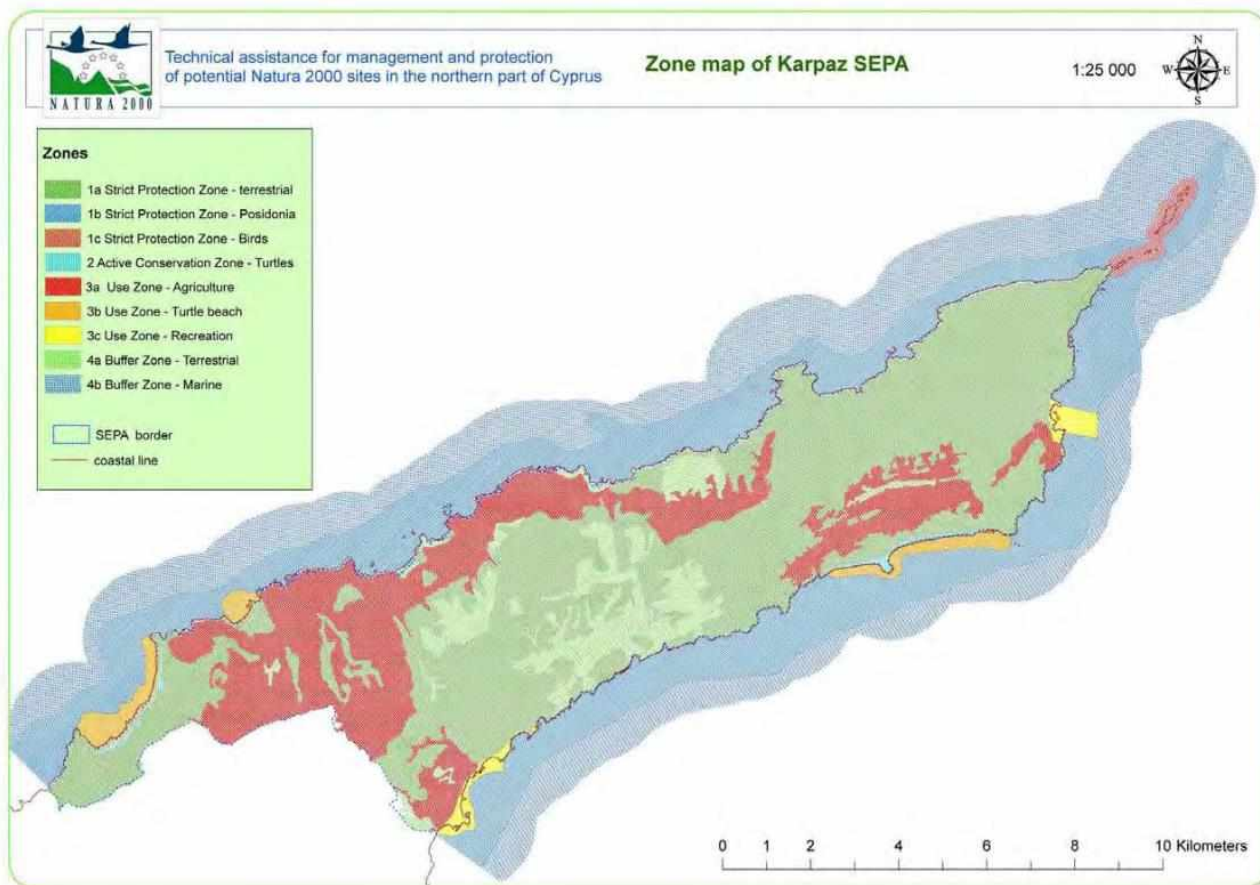 NATURA 2000
Technical assistance for management and protection
of potential Natura 2000 sites in the northern part of Cyprus
Zone map of Karpaz SEPA
1:25 000
N
W E
S
Zones
1a Strict Protection Zone - terrestrial
1b Strict Protection Zone - Posidonia
1c Strict Protection Zone - Birds
2 Active Conservation Zone - Turtles
3a Use Zone - Agriculture
3b Use Zone - Turtle beach
3c Use Zone - Recreation
4a Buffer Zone - Terrestrial
4b Buffer Zone - Marine
SEPA border
coastal line
0 1 2 4 6 8 10 Kilometers